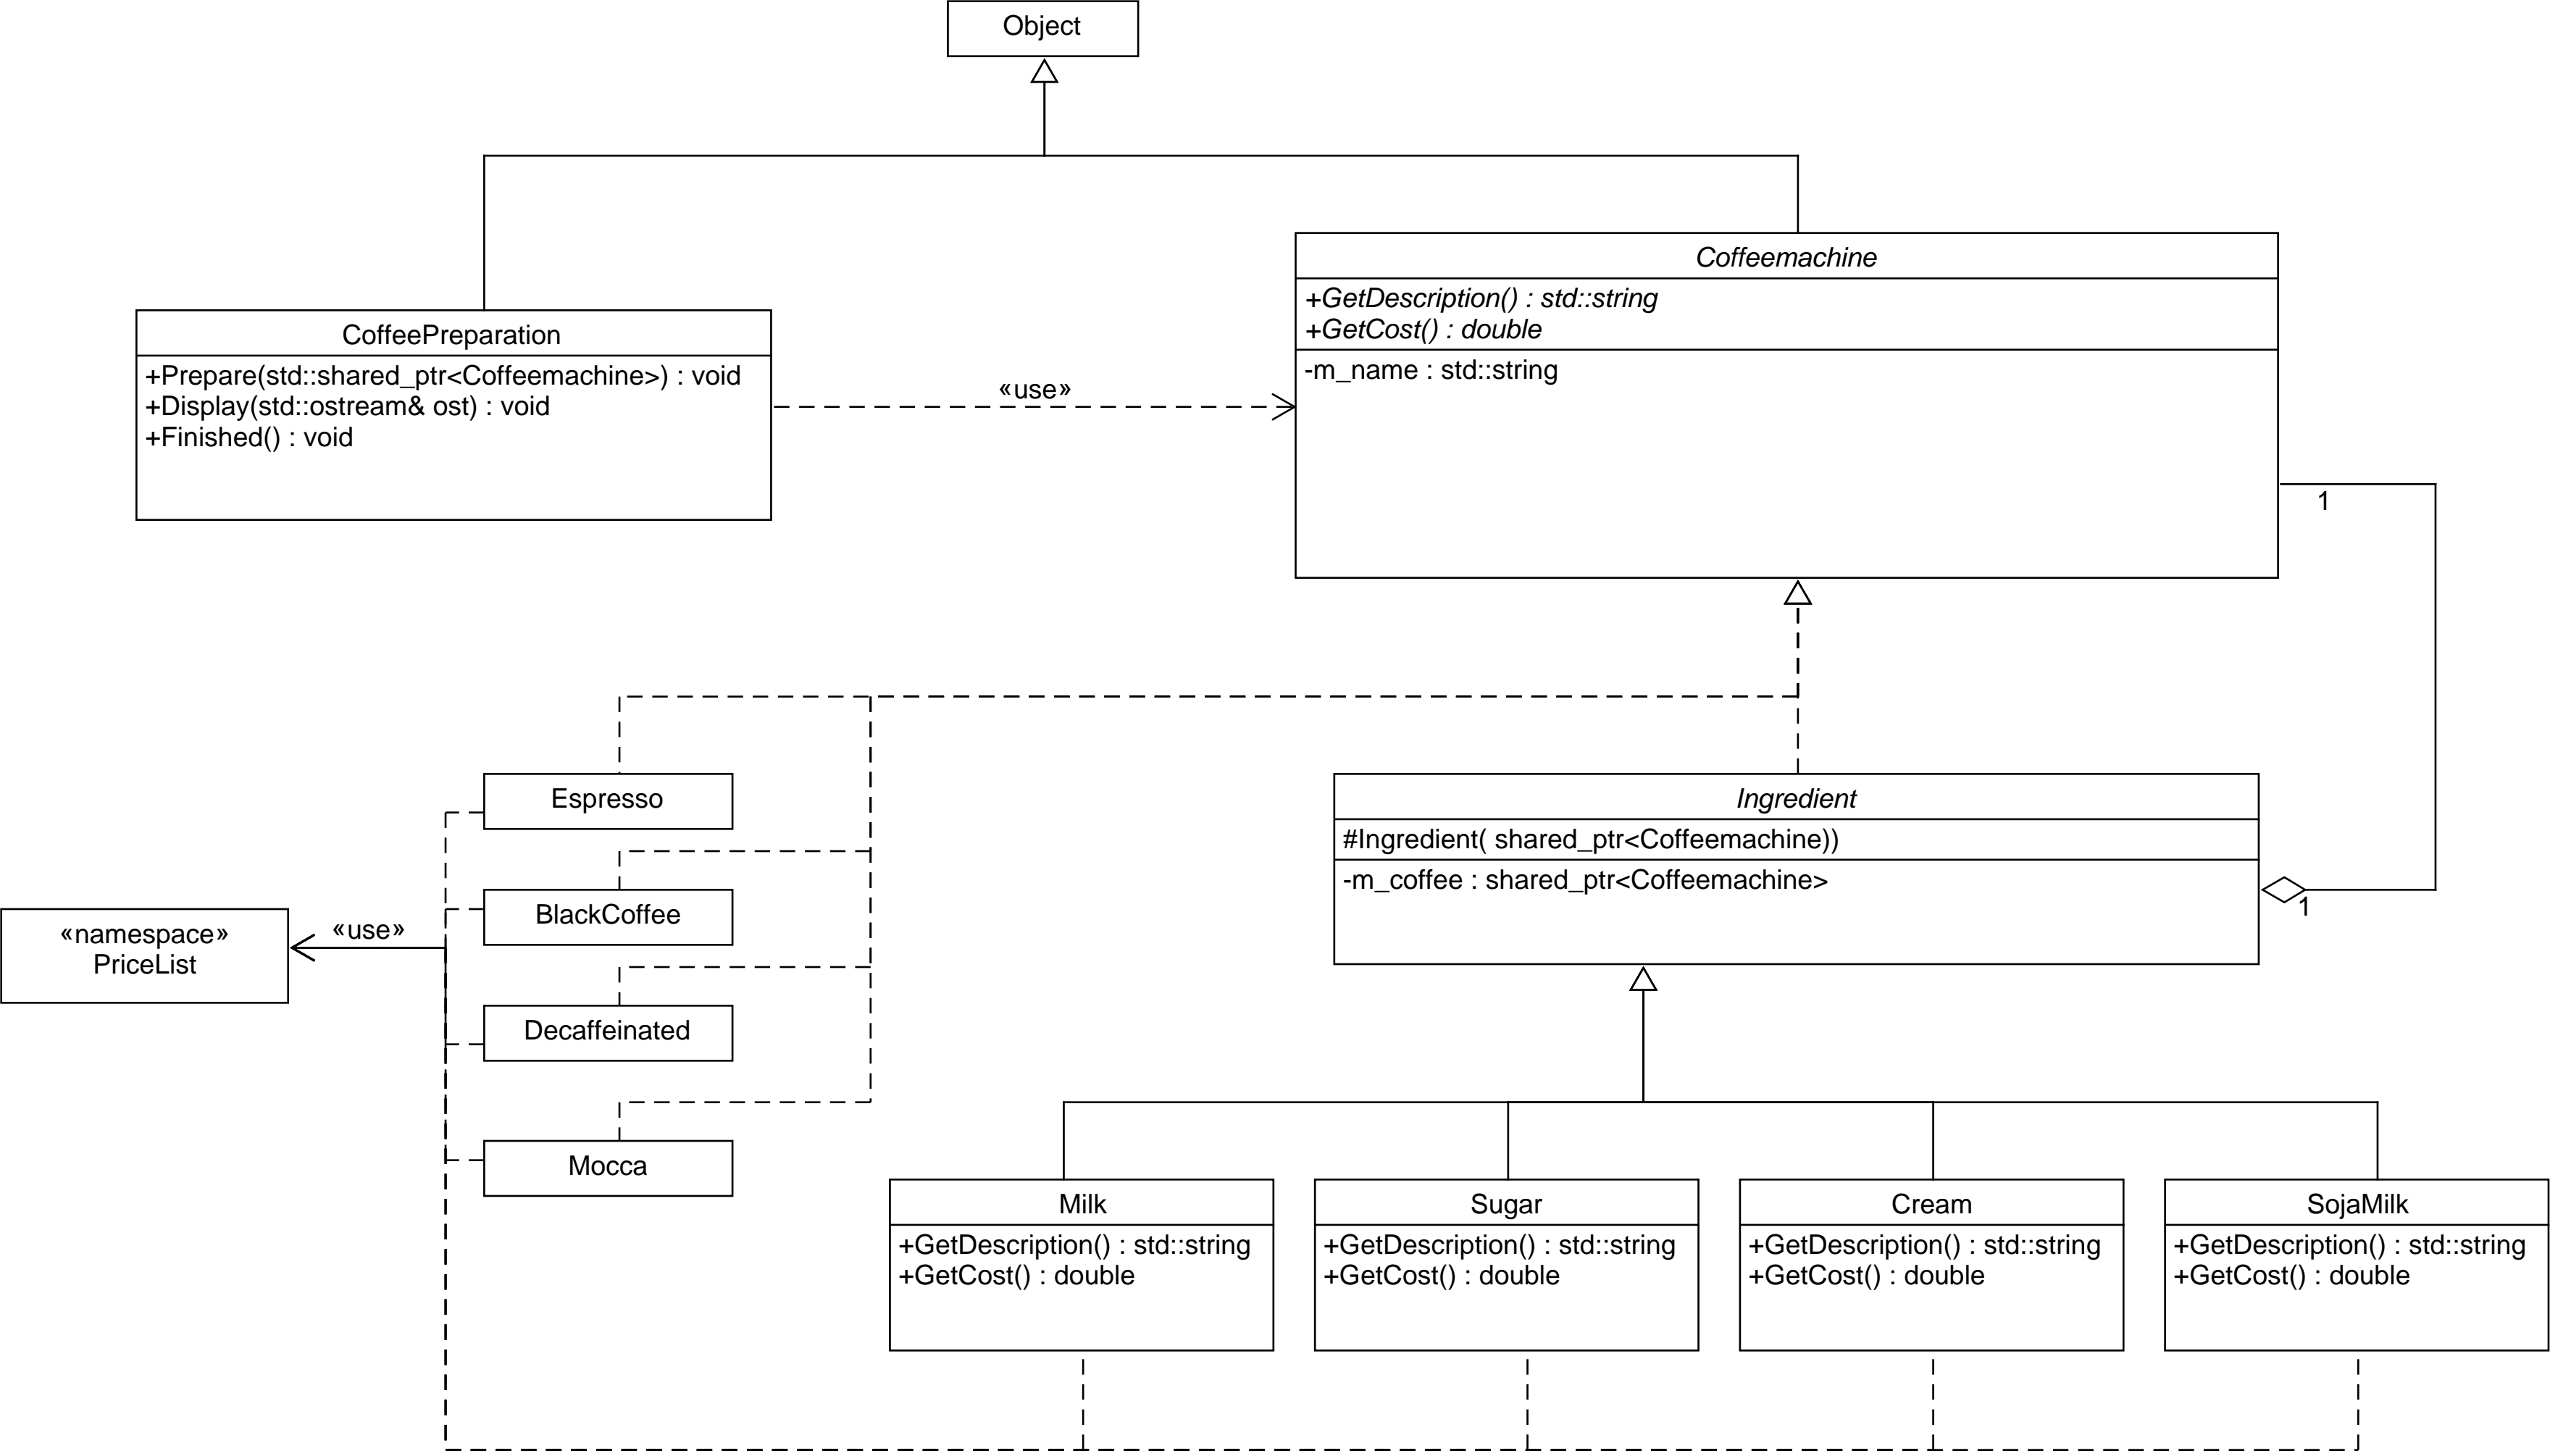 Object
Coffeemachine
+GetDescription() : std::string
+GetCost() : double
-m_name : std::string
CoffeePreparation
+Prepare(std::shared_ptr<Coffeemachine>) : void
+Display(std::ostream& ost) : void
+Finished() : void
«use»
1
Espresso
Ingredient
#Ingredient( shared_ptr<Coffeemachine))
-m_coffee : shared_ptr<Coffeemachine>
1
BlackCoffee
«namespace»
PriceList
«use»
Decaffeinated
Mocca
Milk
+GetDescription() : std::string
+GetCost() : double
Sugar
+GetDescription() : std::string
+GetCost() : double
Cream
+GetDescription() : std::string
+GetCost() : double
SojaMilk
+GetDescription() : std::string
+GetCost() : double